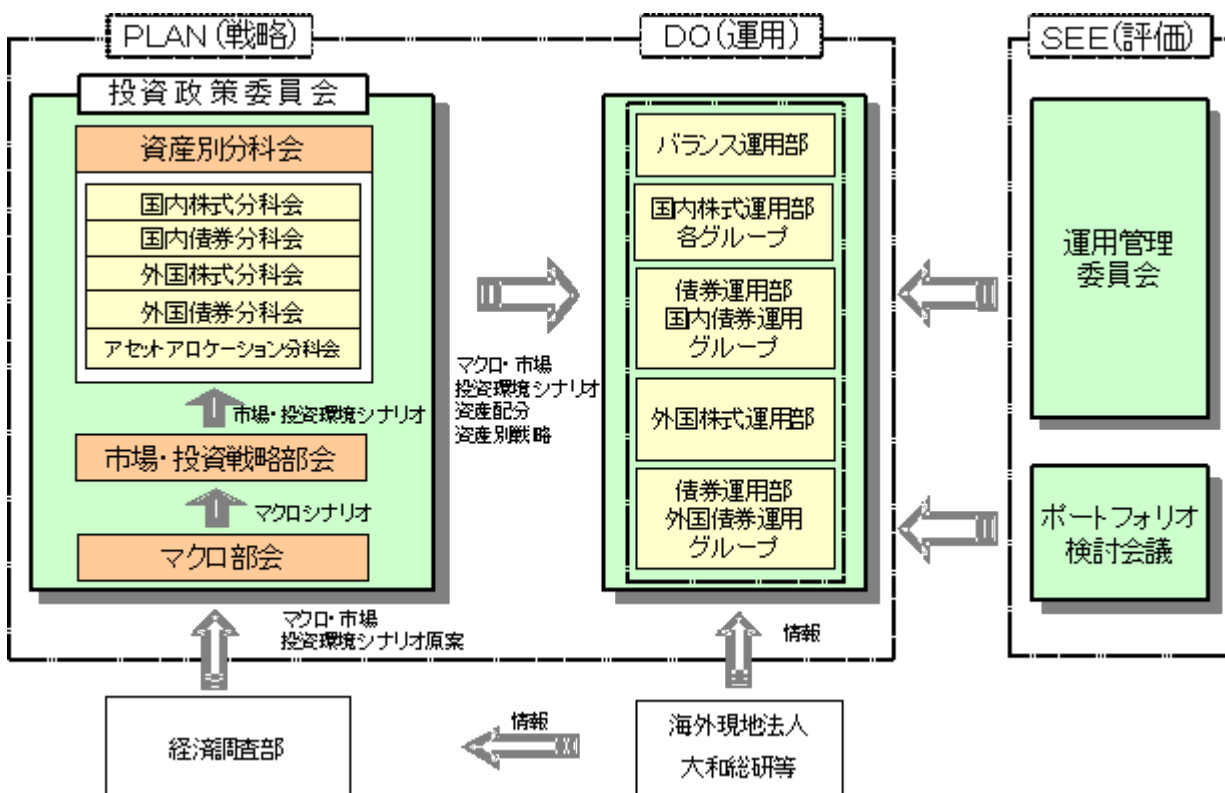 PLAN(戦略)
投資政策委員会
資産別分科会
国内株式分科会
国内債券分科会
外国株式分科会
外国債券分科会
アセットアロケーション分科会
市場・投資環境シナリオ
市場・投資戦略部会
マクロシナリオ
マクロ部会
マクロ・市場
投資環境シナリオ原案
経済調査部
マクロ・市場
投資環境シナリオ
資産配分
資産別戦略
DO(運用)
バランス運用部
国内株式運用部
各グループ
債券運用部
国内債券運用
グループ
外国株式運用部
債券運用部
外国債券運用
グループ
情報
情報
海外現地法人
大和総研等
SEE(評価)
運用管理
委員会
ポートフォリオ
検討会議